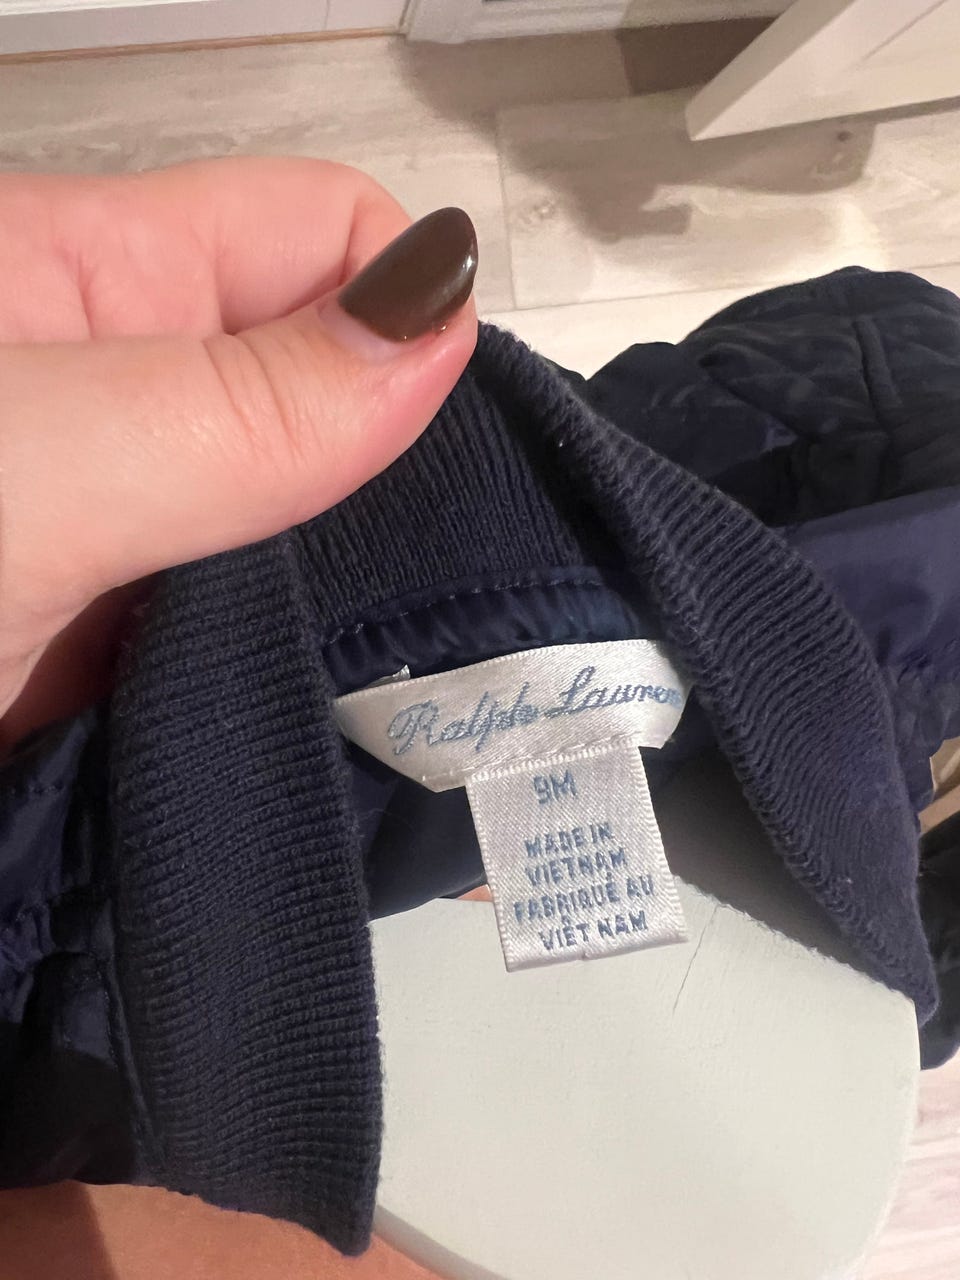 Ralph Lauren
9M
MADE IN
VIETNAM
FABRIQUÉ AU
VIÊT NAM